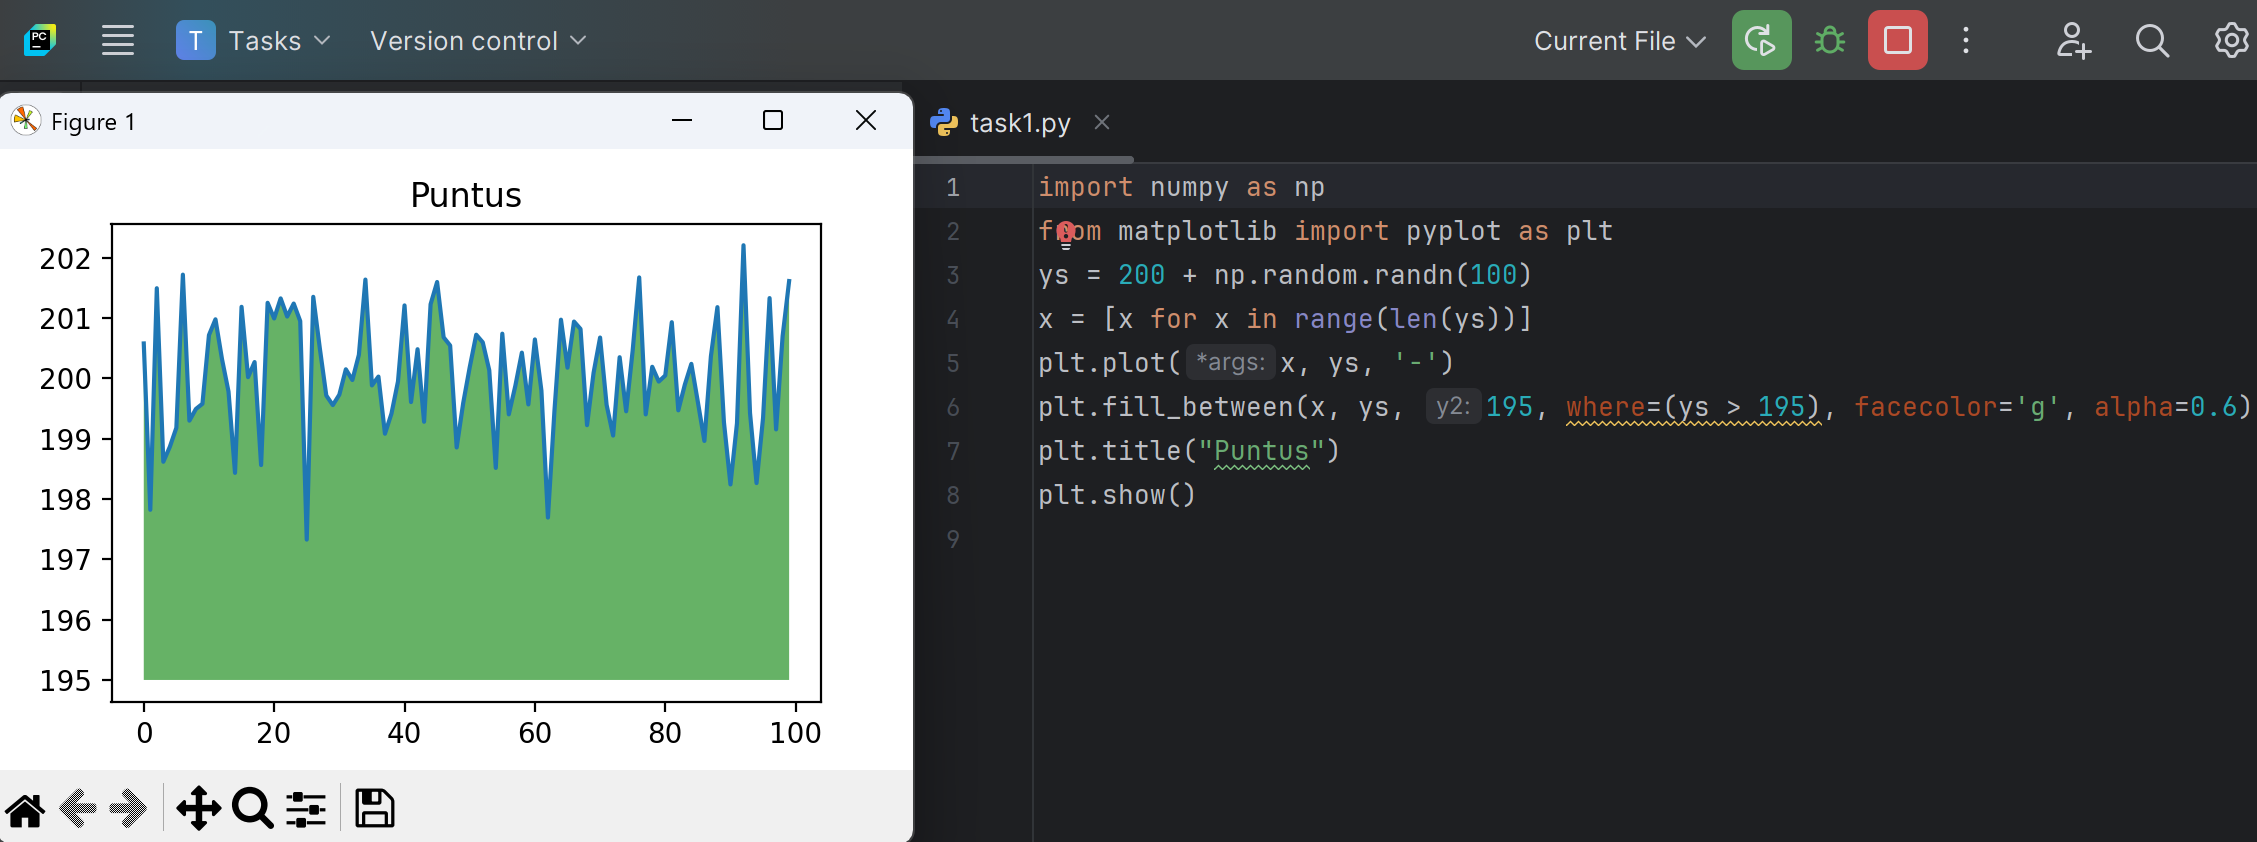 PC
T Tasks Version control Current File
Figure 1
task1.py
Puntus
202
201
200
199
198
197
196
195
0 20 40 60 80 100
1 import numpy as np
2 from matplotlib import pyplot as plt
3 ys = 200 + np.random.randn(100)
4 x = [x for x in range(len(ys))]
5 plt.plot( *args: x, ys, '-')
6 plt.fill_between(x, ys, y2: 195, where=(ys > 195), facecolor='g', alpha=0.6)
7 plt.title("Puntus")
8 plt.show()
9